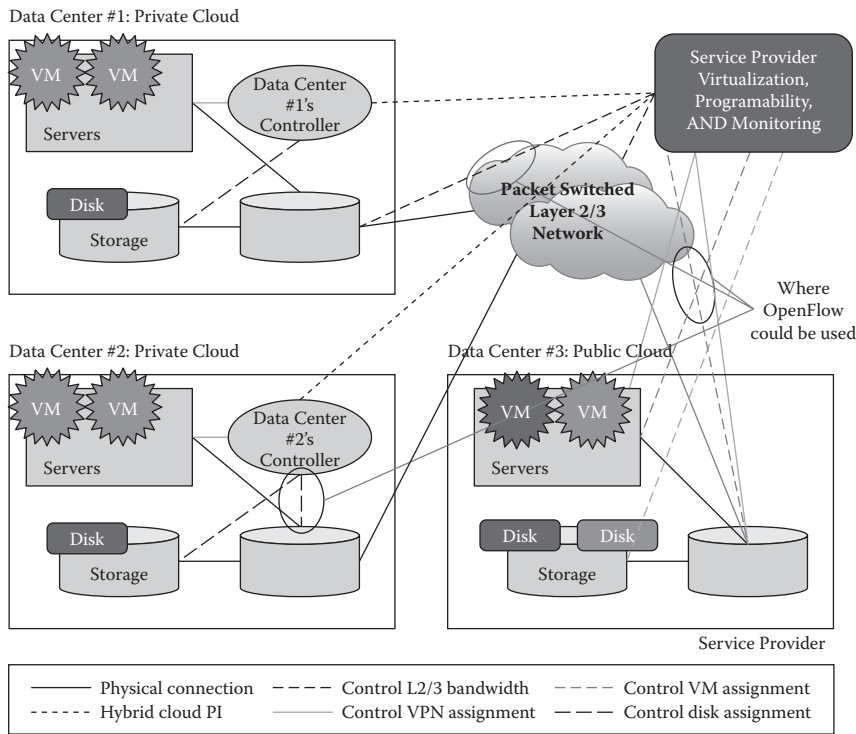 Data Center #1: Private Cloud
VM
VM
Servers
Data Center
#1's
Controller
Disk
Storage
Service Provider
Virtualization,
Programability,
AND Monitoring
Packet Switched
Layer 2/3
Network
Where
OpenFlow
could be used
Data Center #2: Private Cloud
VM
VM
Servers
Data Center
#2's
Controller
Disk
Storage
Data Center #3: Public Cloud
VM
VM
Servers
Disk
Disk
Storage
Service Provider
Physical connection
Control L2/3 bandwidth
Control VM assignment
Hybrid cloud PI
Control VPN assignment
Control disk assignment